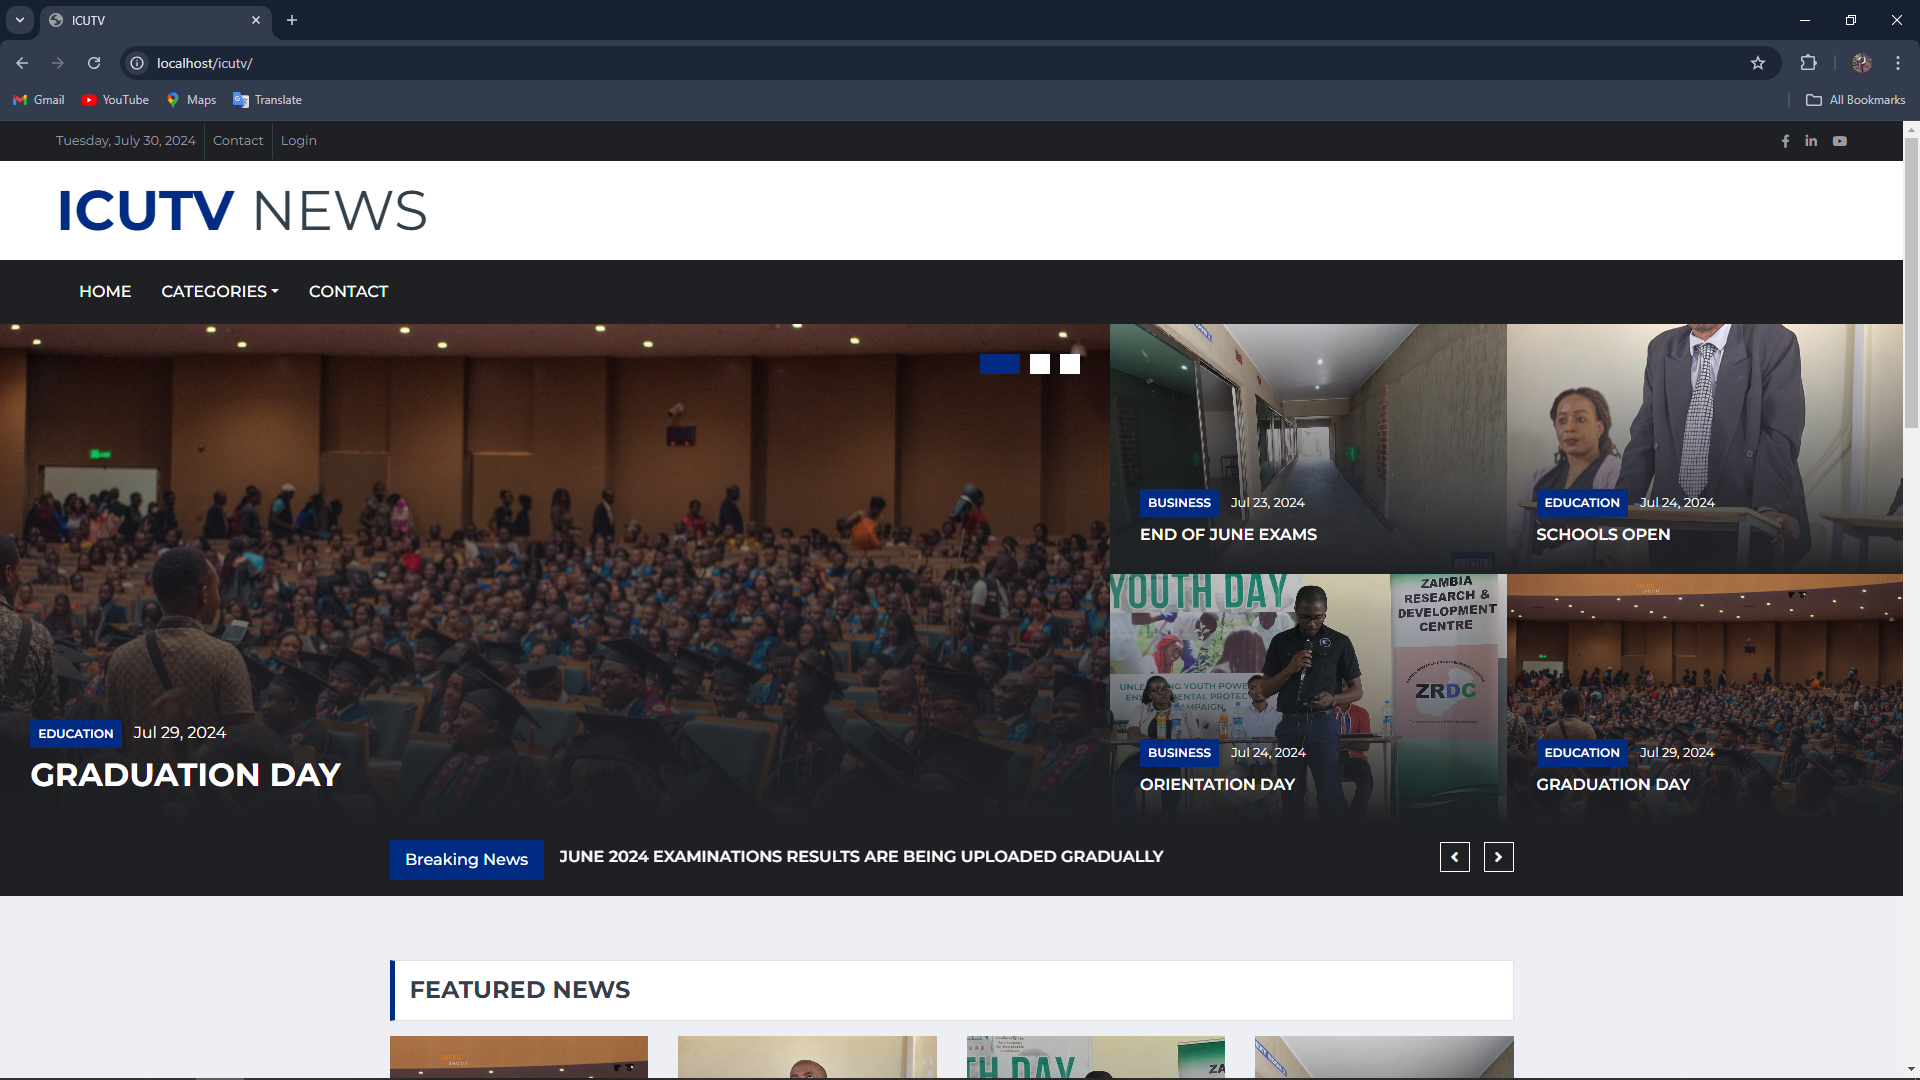 ICUTV
localhost/icutv/
Gmail
YouTube
Maps
Translate
All Bookmarks
Tuesday, July 30, 2024
Contact
Login
ICUTV NEWS
HOME
CATEGORIES
CONTACT
EDUCATION
Jul 29, 2024
GRADUATION DAY
BUSINESS
Jul 23, 2024
END OF JUNE EXAMS
EDUCATION
Jul 24, 2024
SCHOOLS OPEN
YOUTH DAY
ZAMBIA
RESEARCH &
DEVELOPMENT
CENTRE
ZRDC
BUSINESS
Jul 24, 2024
ORIENTATION DAY
EDUCATION
Jul 29, 2024
GRADUATION DAY
Breaking News
JUNE 2024 EXAMINATIONS RESULTS ARE BEING UPLOADED GRADUALLY
FEATURED NEWS
TH DAY
ZA